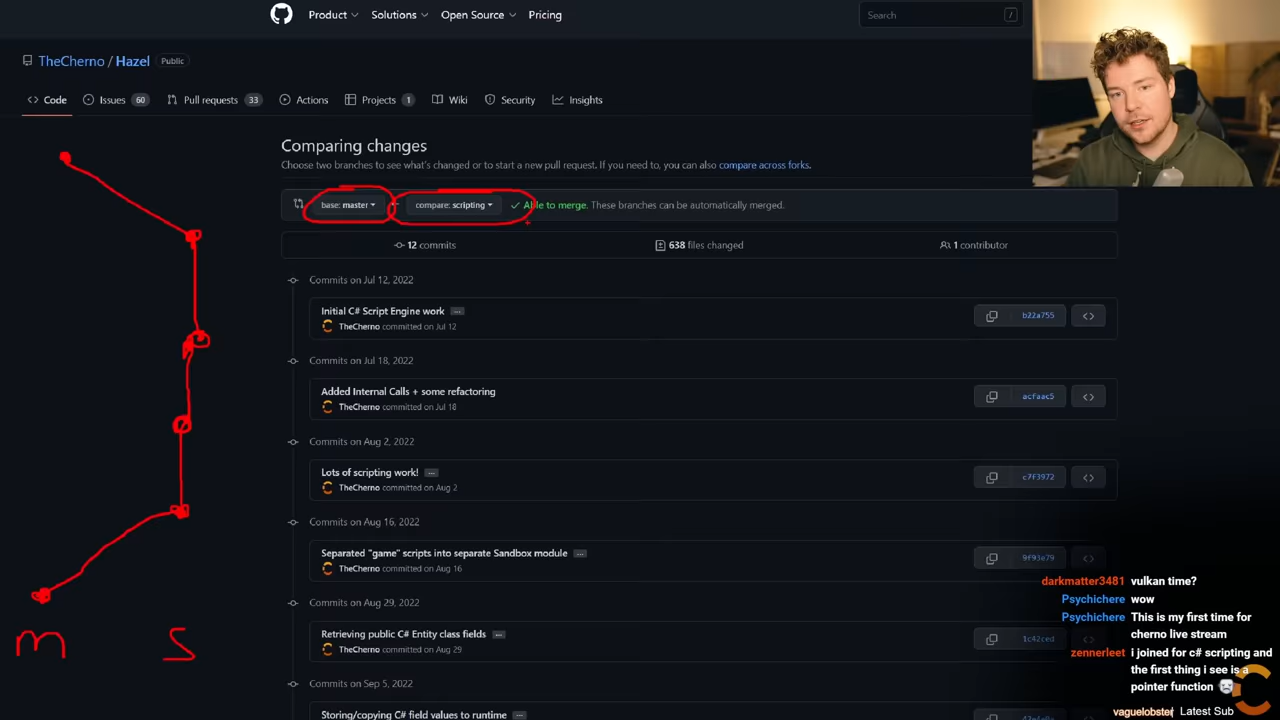 Product Solutions Open Source Pricing
Search /
TheCherno / Hazel Public
Code Issues 60 Pull requests 33 Actions Projects 1 Wiki Security Insights
Comparing changes
Choose two branches to see what's changed or to start a new pull request. If you need to, you can also compare across forks.
base: master compare: scripting Able to merge. These branches can be automatically merged.
12 commits 638 files changed 1 contributor
Commits on Jul 12, 2022
Initial C# Script Engine work ...
TheCherno committed on Jul 12
b22a755
Commits on Jul 18, 2022
Added Internal Calls + some refactoring
TheCherno committed on Jul 18
acfaac5
Commits on Aug 2, 2022
Lots of scripting work! ...
TheCherno committed on Aug 2
c7f3972
Commits on Aug 16, 2022
Separated "game" scripts into separate Sandbox module ...
TheCherno committed on Aug 16
9f93e79
Commits on Aug 29, 2022
Retrieving public C# Entity class fields ...
TheCherno committed on Aug 29
1c42ced
Commits on Sep 5, 2022
Storing/copying C# field values to runtime ...
m s
darkmatter3481 vulkan time?
Psychichere wow
Psychichere This is my first time for
cherno live stream
zennerleet i joined for c# scripting and
the first thing i see is a
pointer function
vaguelobster Latest Sub